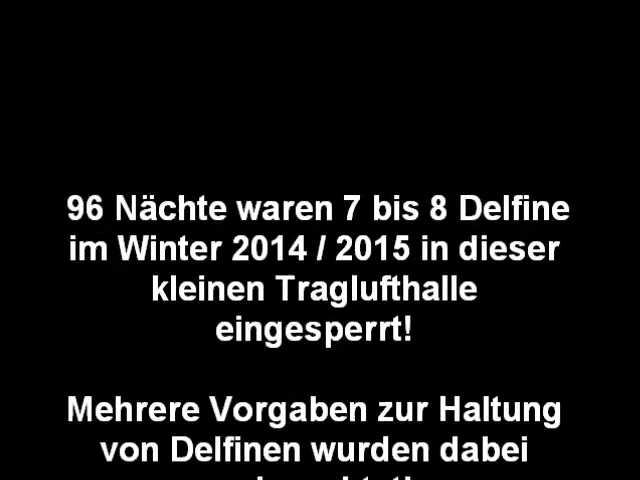 96 Nächte waren 7 bis 8 Delfine
im Winter 2014 / 2015 in dieser
kleinen Traglufthalle
eingesperrt!
Mehrere Vorgaben zur Haltung
von Delfinen wurden dabei